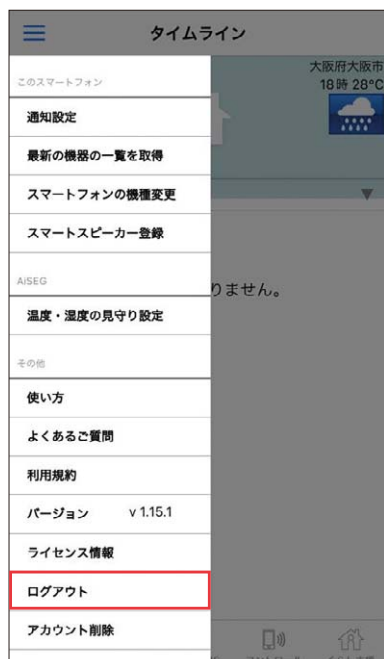 タイムライン
大阪府大阪市
18時 28°C
このスマートフォン
通知設定
最新の機器の一覧を取得
スマートフォンの機種変更
スマートスピーカー登録
AiSEG
りません。
温度・湿度の見守り設定
その他
使い方
よくあるご質問
利用規約
バージョン v 1.15.1
ライセンス情報
ログアウト
アカウント削除